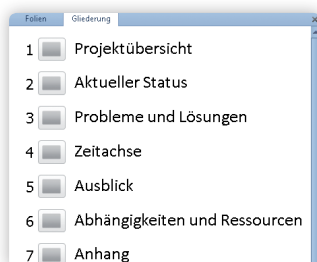 Folien Gliederung
1 Projektübersicht
2 Aktueller Status
3 Probleme und Lösungen
4 Zeitachse
5 Ausblick
6 Abhängigkeiten und Ressourcen
7 Anhang